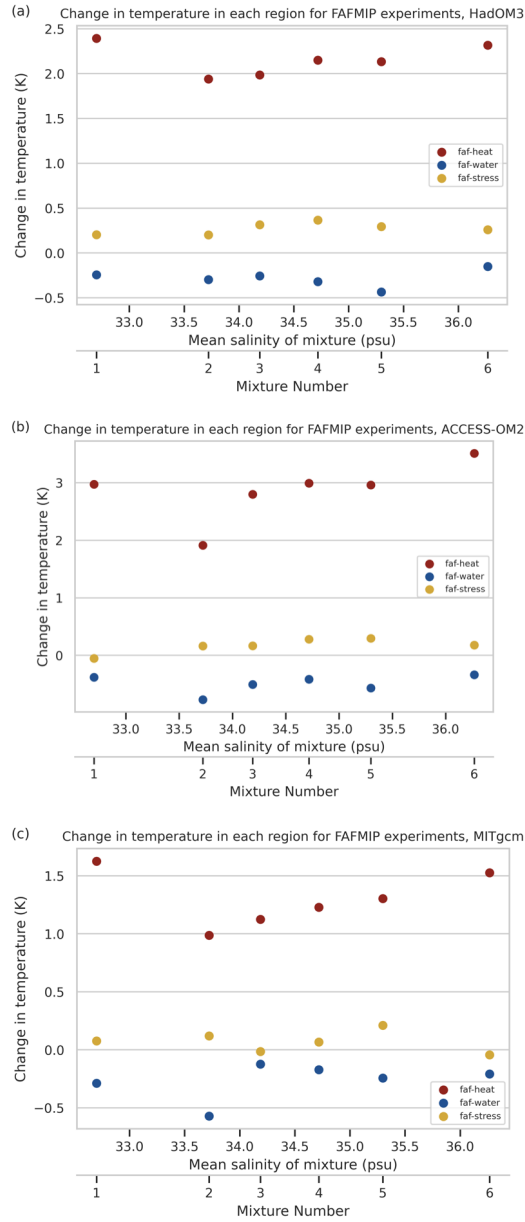 (a) Change in temperature in each region for FAFMIP experiments, HadOM3
Change in temperature (K)
2.5
2.0
1.5
1.0
0.5
0.0
−0.5
faf-heat
faf-water
faf-stress
33.0 33.5 34.0 34.5 35.0 35.5 36.0
Mean salinity of mixture (psu)
1 2 3 4 5 6
Mixture Number
(b) Change in temperature in each region for FAFMIP experiments, ACCESS-OM2
Change in temperature (K)
3
2
1
0
faf-heat
faf-water
faf-stress
33.0 33.5 34.0 34.5 35.0 35.5 36.0
Mean salinity of mixture (psu)
1 2 3 4 5 6
Mixture Number
(c) Change in temperature in each region for FAFMIP experiments, MITgcm
Change in temperature (K)
1.5
1.0
0.5
0.0
−0.5
faf-heat
faf-water
faf-stress
33.0 33.5 34.0 34.5 35.0 35.5 36.0
Mean salinity of mixture (psu)
1 2 3 4 5 6
Mixture Number